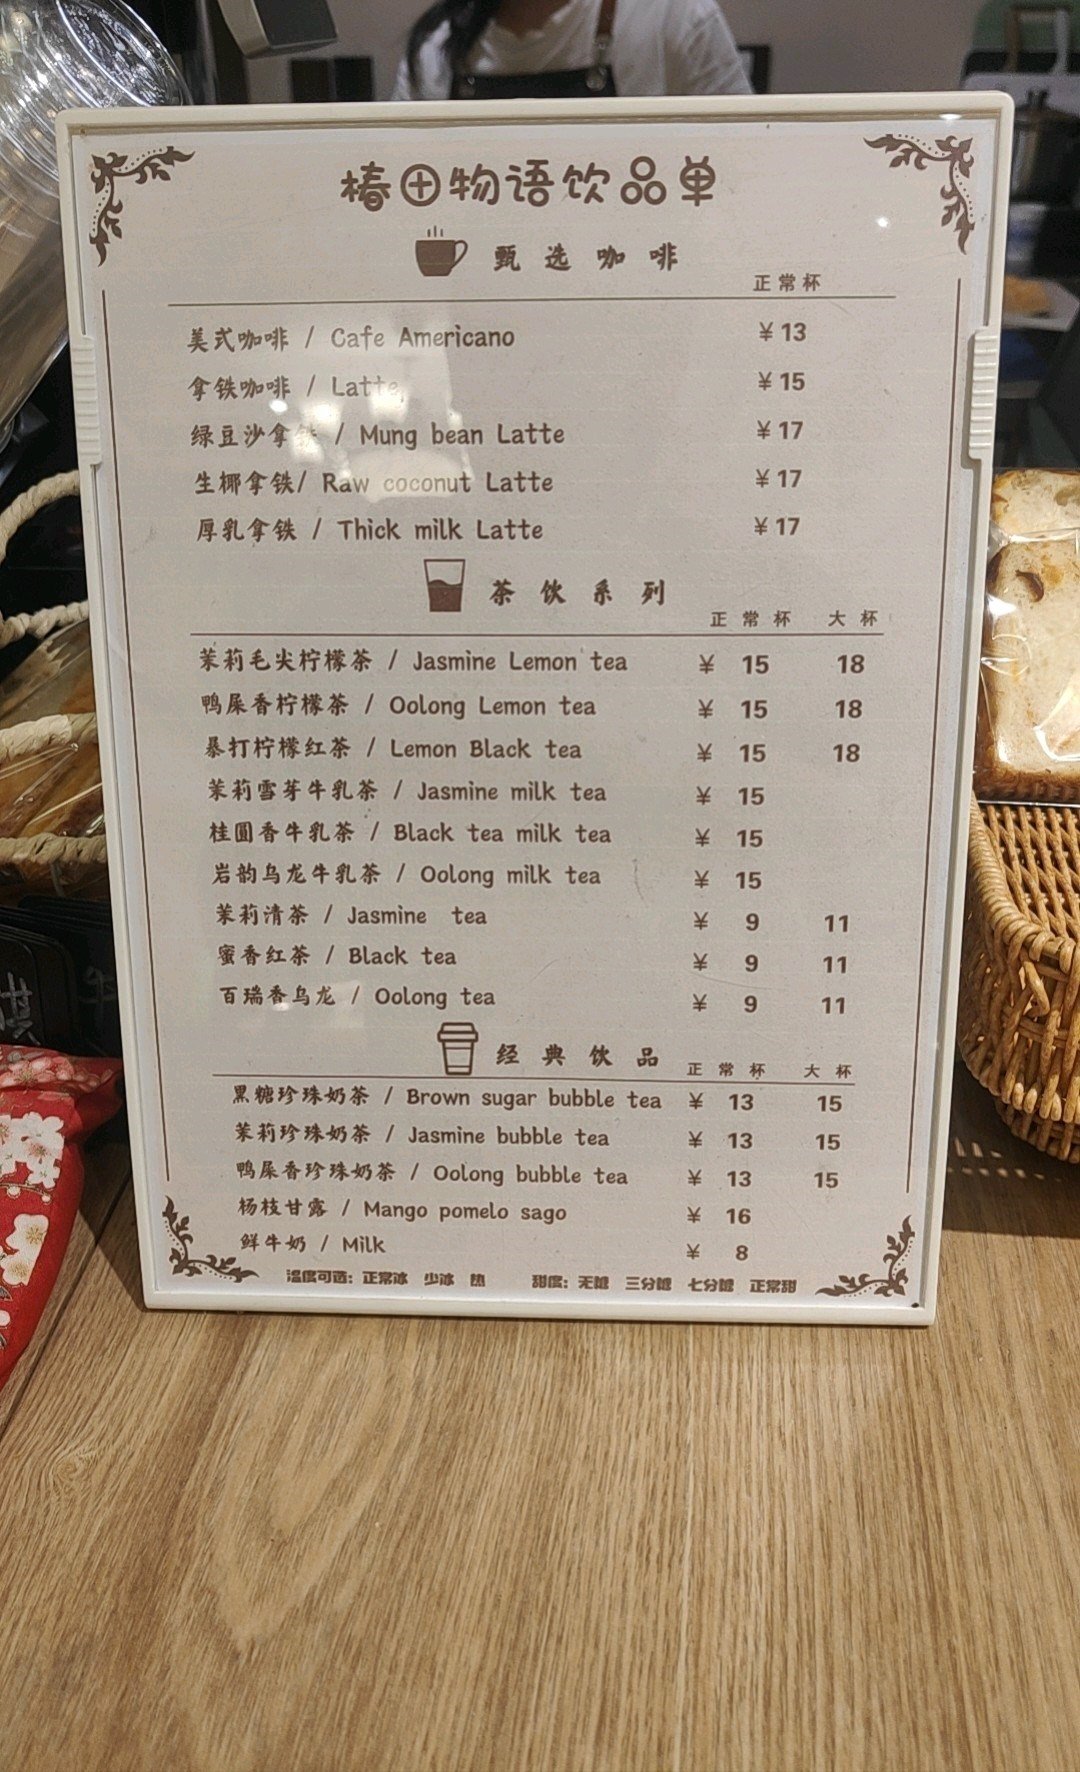 椿田物语饮品单
甄选咖啡
正常杯
美式咖啡 / Cafe Americano ¥13
拿铁咖啡 / Latte ¥15
绿豆沙拿铁 / Mung bean Latte ¥17
生椰拿铁/ Raw coconut Latte ¥17
厚乳拿铁 / Thick milk Latte ¥17
茶饮系列
正常杯 大杯
茉莉毛尖柠檬茶 / Jasmine Lemon tea ¥ 15 18
鸭屎香柠檬茶 / Oolong Lemon tea ¥ 15 18
暴打柠檬红茶 / Lemon Black tea ¥ 15 18
茉莉雪芽牛乳茶 / Jasmine milk tea ¥ 15
桂圆香牛乳茶 / Black tea milk tea ¥ 15
岩韵乌龙牛乳茶 / Oolong milk tea ¥ 15
茉莉清茶 / Jasmine tea ¥ 9 11
蜜香红茶 / Black tea ¥ 9 11
百瑞香乌龙 / Oolong tea ¥ 9 11
经典饮品 正常杯 大杯
黑糖珍珠奶茶 / Brown sugar bubble tea ¥ 13 15
茉莉珍珠奶茶 / Jasmine bubble tea ¥ 13 15
鸭屎香珍珠奶茶 / Oolong bubble tea ¥ 13 15
杨枝甘露 / Mango pomelo sago ¥ 16
鲜牛奶 / Milk ¥ 8
温度可选：正常冰 少冰 热 甜度：无糖 三分糖 七分糖 正常甜